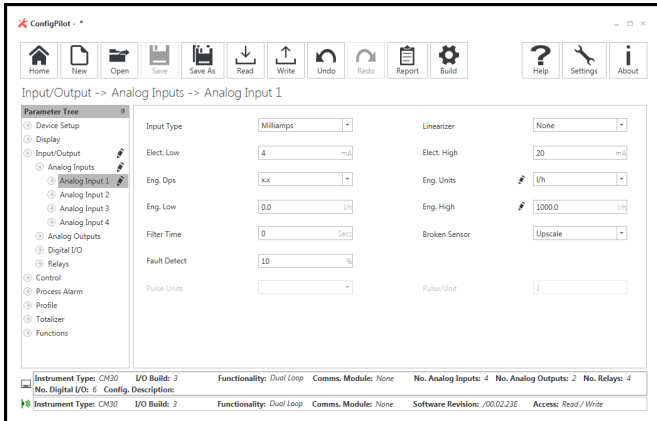 ConfigPilot - *
Home New Open Save Save As Read Write Undo Redo Report Build Help Settings About
Input/Output -> Analog Inputs -> Analog Input 1
Parameter Tree
Device Setup
Display
Input/Output
Analog Inputs
Analog Input 1
Analog Input 2
Analog Input 3
Analog Input 4
Analog Outputs
Digital I/O
Relays
Control
Process Alarm
Profile
Totalizer
Functions
Input Type Milliamps Linearizer None
Elect. Low 4 mA Elect. High 20 mA
Eng. Dps x.x Eng. Units l/h
Eng. Low 0.0 l/h Eng. High 1000.0 l/h
Filter Time 0 Secs Broken Sensor Upscale
Fault Detect 10 %
Pulse Units Pulse/Unit 1
Instrument Type: CM30 I/O Build: 3 Functionality: Dual Loop Comms. Module: None No. Analog Inputs: 4 No. Analog Outputs: 2 No. Relays: 4
No. Digital I/O: 6 Config. Description:
Instrument Type: CM30 I/O Build: 3 Functionality: Dual Loop Comms. Module: None Software Revision: /00.02.23E Access: Read / Write